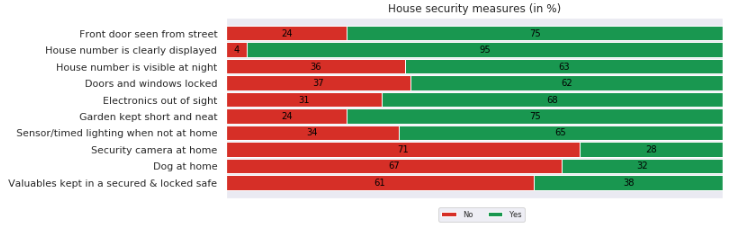 House security measures (in %)
Front door seen from street 24 75
House number is clearly displayed 4 95
House number is visible at night 36 63
Doors and windows locked 37 62
Electronics out of sight 31 68
Garden kept short and neat 24 75
Sensor/timed lighting when not at home 34 65
Security camera at home 71 28
Dog at home 67 32
Valuables kept in a secured & locked safe 61 38
No Yes